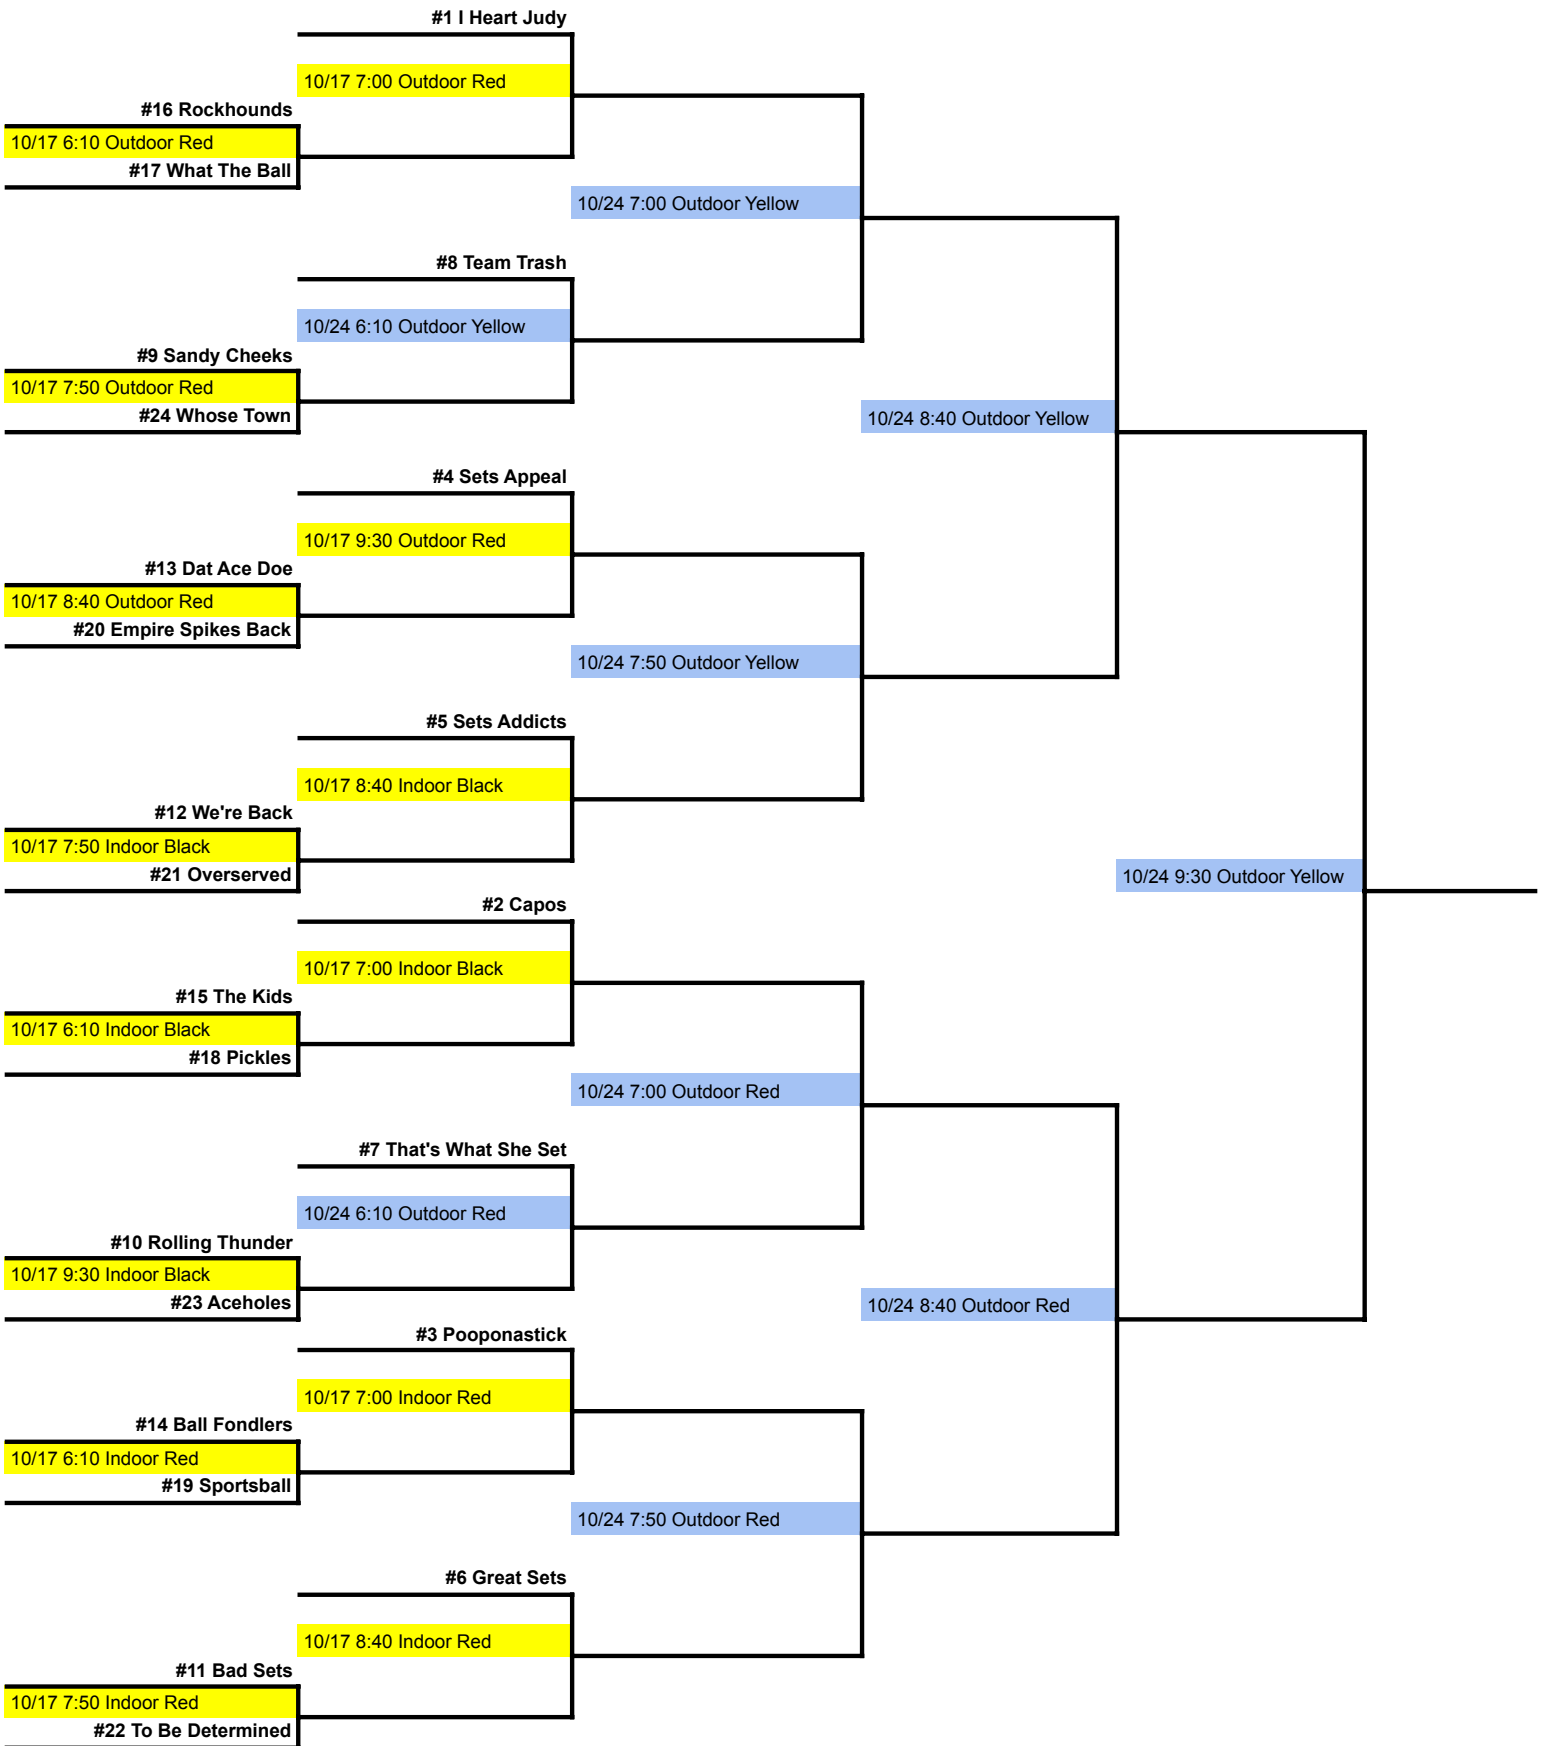 #1 I Heart Judy
10/17 7:00 Outdoor Red
#16 Rockhounds
10/17 6:10 Outdoor Red
#17 What The Ball
10/24 7:00 Outdoor Yellow
#8 Team Trash
10/24 6:10 Outdoor Yellow
#9 Sandy Cheeks
10/17 7:50 Outdoor Red
#24 Whose Town
10/24 8:40 Outdoor Yellow
#4 Sets Appeal
10/17 9:30 Outdoor Red
#13 Dat Ace Doe
10/17 8:40 Outdoor Red
#20 Empire Spikes Back
10/24 7:50 Outdoor Yellow
#5 Sets Addicts
10/17 8:40 Indoor Black
#12 We're Back
10/17 7:50 Indoor Black
#21 Overserved
10/24 9:30 Outdoor Yellow
#2 Capos
10/17 7:00 Indoor Black
#15 The Kids
10/17 6:10 Indoor Black
#18 Pickles
10/24 7:00 Outdoor Red
#7 That's What She Set
10/24 6:10 Outdoor Red
#10 Rolling Thunder
10/17 9:30 Indoor Black
#23 Aceholes
10/24 8:40 Outdoor Red
#3 Pooponastick
10/17 7:00 Indoor Red
#14 Ball Fondlers
10/17 6:10 Indoor Red
#19 Sportsball
10/24 7:50 Outdoor Red
#6 Great Sets
10/17 8:40 Indoor Red
#11 Bad Sets
10/17 7:50 Indoor Red
#22 To Be Determined